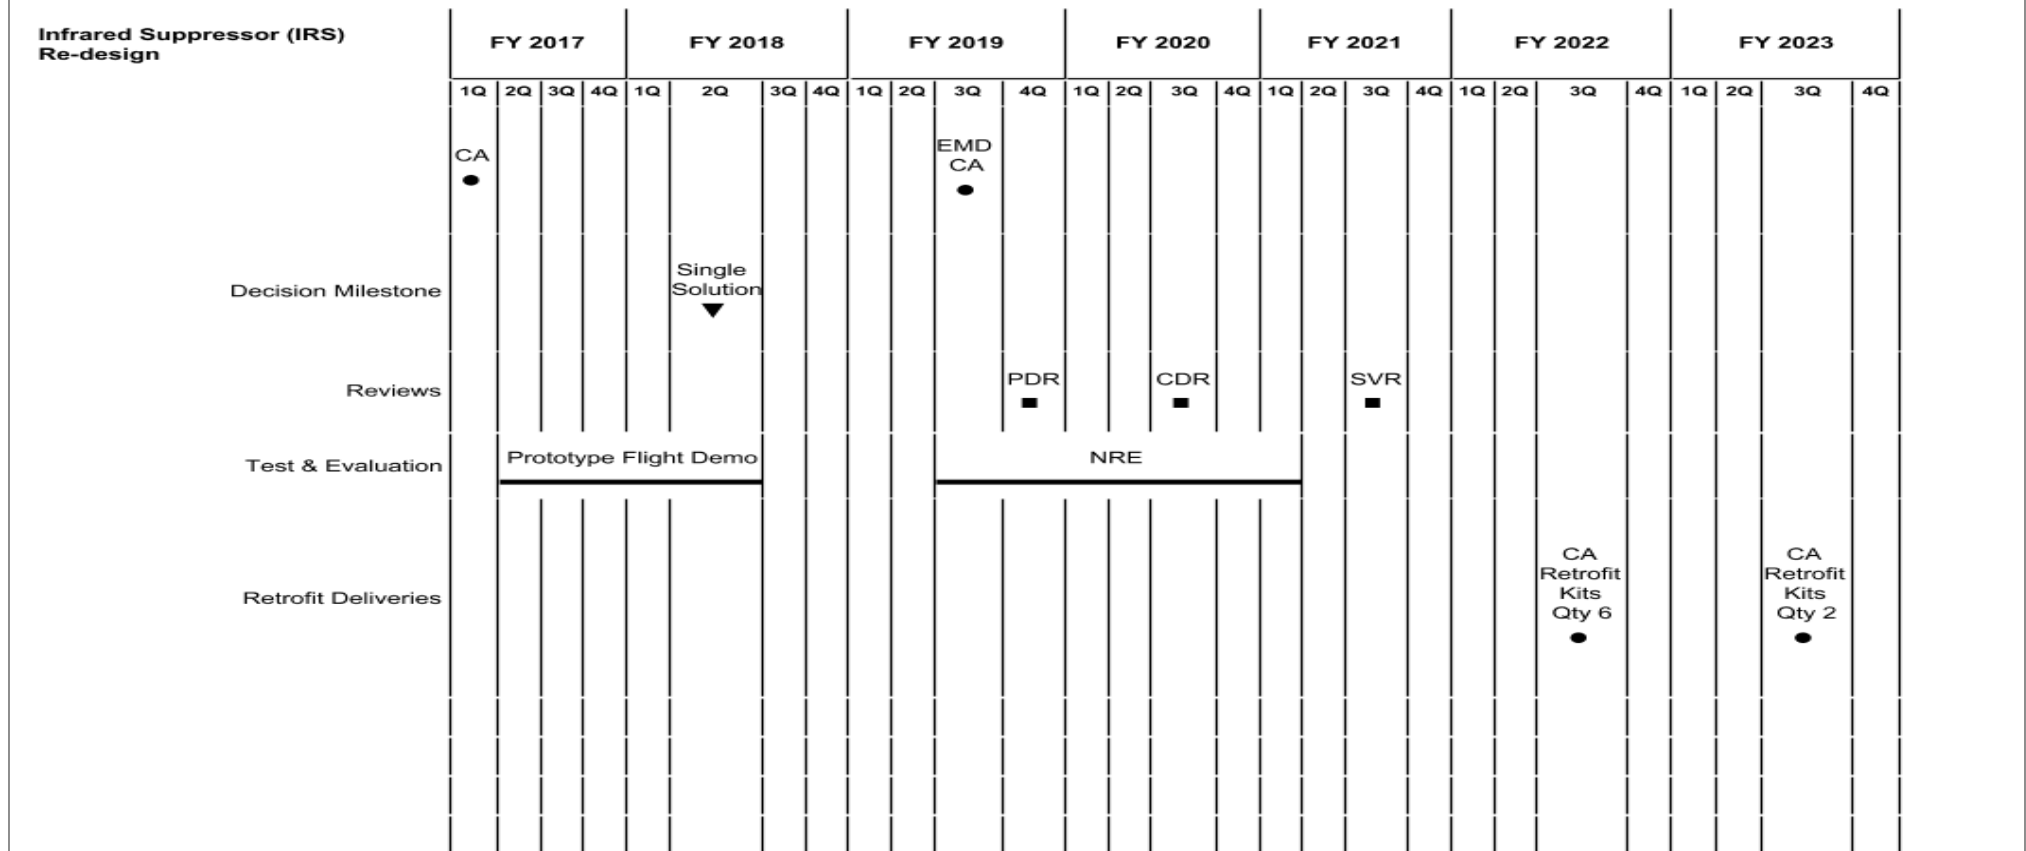 Infrared Suppressor (IRS)
Re-design
FY 2017 FY 2018 FY 2019 FY 2020 FY 2021 FY 2022 FY 2023
1Q 2Q 3Q 4Q 1Q 2Q 3Q 4Q 1Q 2Q 3Q 4Q 1Q 2Q 3Q 4Q 1Q 2Q 3Q 4Q 1Q 2Q 3Q 4Q 1Q 2Q 3Q 4Q
CA
EMD
CA
Decision Milestone
Single
Solution
Reviews
PDR CDR SVR
Test & Evaluation
Prototype Flight Demo NRE
Retrofit Deliveries
CA
Retrofit
Kits
Qty 6
CA
Retrofit
Kits
Qty 2